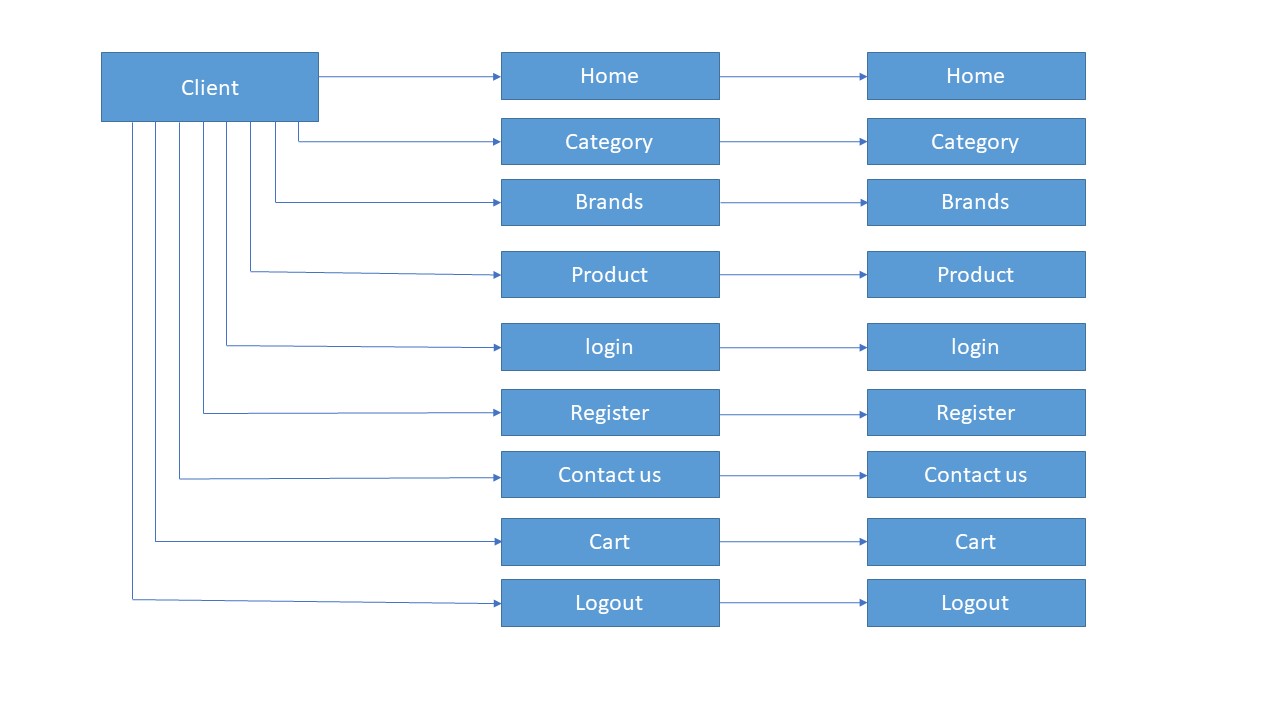 Client
Home
Home
Category
Category
Brands
Brands
Product
Product
login
login
Register
Register
Contact us
Contact us
Cart
Cart
Logout
Logout